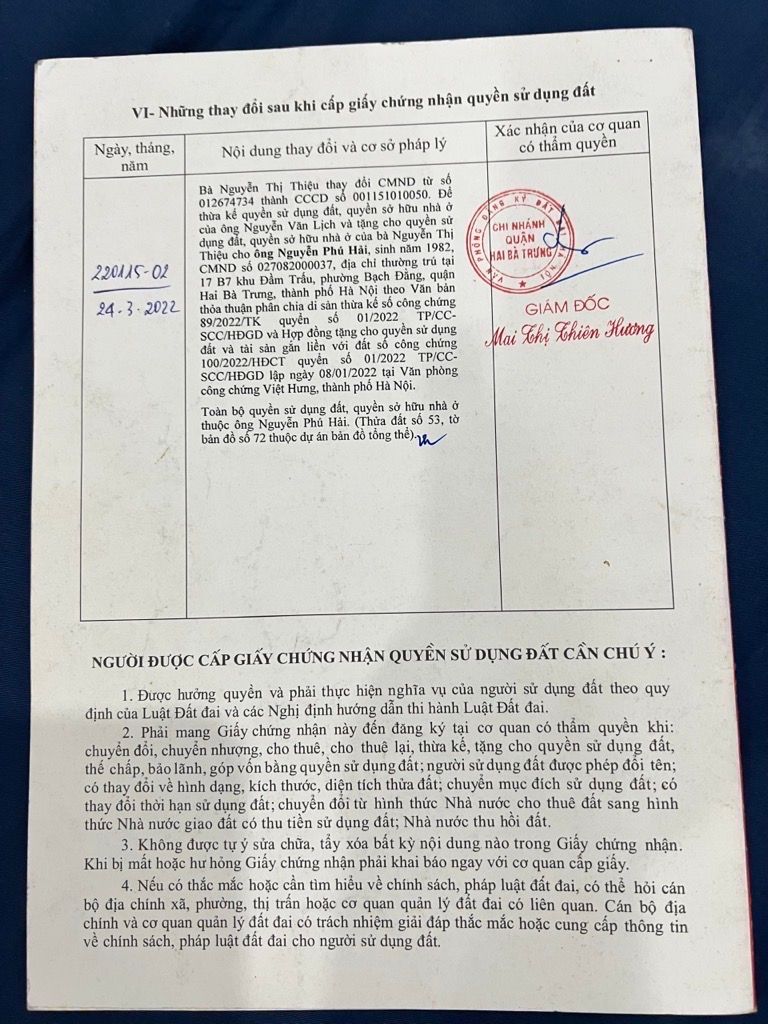 VI- Những thay đổi sau khi cấp giấy chứng nhận quyền sử dụng đất
Ngày, tháng,
năm
Nội dung thay đổi và cơ sở pháp lý
Xác nhận của cơ quan
có thẩm quyền
220115-02
24-3-2022
Bà Nguyễn Thị Thiệu thay đổi CMND từ số
012674734 thành CCCD số 001151010050. Để
thừa kế quyền sử dụng đất, quyền sở hữu nhà ở
của ông Nguyễn Văn Lịch và tặng cho quyền sử
dụng đất, quyền sở hữu nhà ở của bà Nguyễn Thị
Thiệu cho ông Nguyễn Phú Hải, sinh năm 1982,
CMND số 027082000037, địa chỉ thường trú tại
17 B7 khu Đầm Trấu, phường Bạch Đằng, quận
Hai Bà Trưng, thành phố Hà Nội theo Văn bản
thỏa thuận phân chia di sản thừa kế số công chứng
89/2022/TK quyển số 01/2022 TP/CC-
SCC/HĐGD và Hợp đồng tặng cho quyền sử dụng
đất và tài sản gắn liền với đất số công chứng
100/2022/HĐCT quyển số 01/2022 TP/CC-
SCC/HĐGD lập ngày 08/01/2022 tại Văn phòng
công chứng Việt Hưng, thành phố Hà Nội.
Toàn bộ quyền sử dụng đất, quyền sở hữu nhà ở
thuộc ông Nguyễn Phú Hải. (Thửa đất số 53, tờ
bản đồ số 72 thuộc dự án bản đồ tổng thể).
VĂN PHÒNG ĐĂNG KÝ ĐẤT ĐAI HÀ NỘI
CHI NHÁNH
QUẬN
HAI BÀ TRƯNG
GIÁM ĐỐC
Mai Thị Thiên Hương
NGƯỜI ĐƯỢC CẤP GIẤY CHỨNG NHẬN QUYỀN SỬ DỤNG ĐẤT CẦN CHÚ Ý :
1. Được hưởng quyền và phải thực hiện nghĩa vụ của người sử dụng đất theo quy
định của Luật Đất đai và các Nghị định hướng dẫn thi hành Luật Đất đai.
2. Phải mang Giấy chứng nhận này đến đăng ký tại cơ quan có thẩm quyền khi:
chuyển đổi, chuyển nhượng, cho thuê, cho thuê lại, thừa kế, tặng cho quyền sử dụng đất,
thế chấp, bảo lãnh, góp vốn bằng quyền sử dụng đất; người sử dụng đất được phép đổi tên;
có thay đổi về hình dạng, kích thước, diện tích thửa đất; chuyển mục đích sử dụng đất; có
thay đổi thời hạn sử dụng đất; chuyển đổi từ hình thức Nhà nước cho thuê đất sang hình
thức Nhà nước giao đất có thu tiền sử dụng đất; Nhà nước thu hồi đất.
3. Không được tự ý sửa chữa, tẩy xóa bất kỳ nội dung nào trong Giấy chứng nhận.
Khi bị mất hoặc hư hỏng Giấy chứng nhận phải khai báo ngay với cơ quan cấp giấy.
4. Nếu có thắc mắc hoặc cần tìm hiểu về chính sách, pháp luật đất đai, có thể hỏi cán
bộ địa chính xã, phường, thị trấn hoặc cơ quan quản lý đất đai có liên quan. Cán bộ địa
chính và cơ quan quản lý đất đai có trách nhiệm giải đáp thắc mắc hoặc cung cấp thông tin
về chính sách, pháp luật đất đai cho người sử dụng đất.